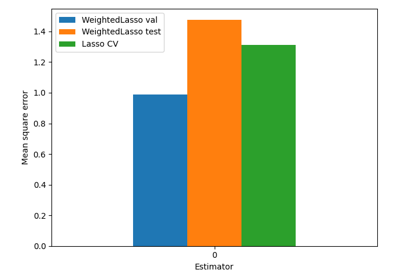 WeightedLasso val
WeightedLasso test
Lasso CV
1.4
1.2
1.0
0.8
0.6
0.4
0.2
0.0
Mean square error
0
Estimator